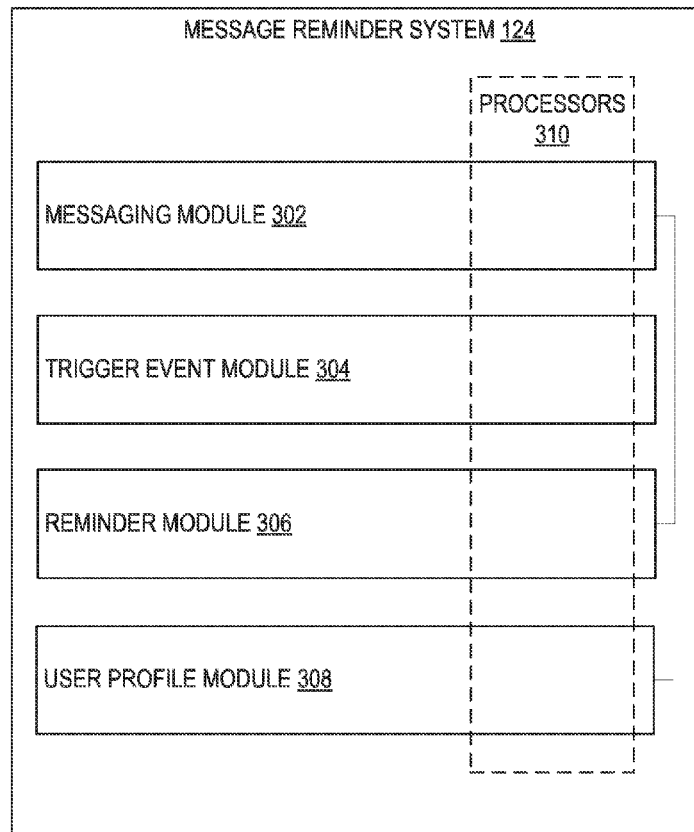 MESSAGE REMINDER SYSTEM 124
PROCESSORS
310
MESSAGING MODULE 302
TRIGGER EVENT MODULE 304
REMINDER MODULE 306
USER PROFILE MODULE 308